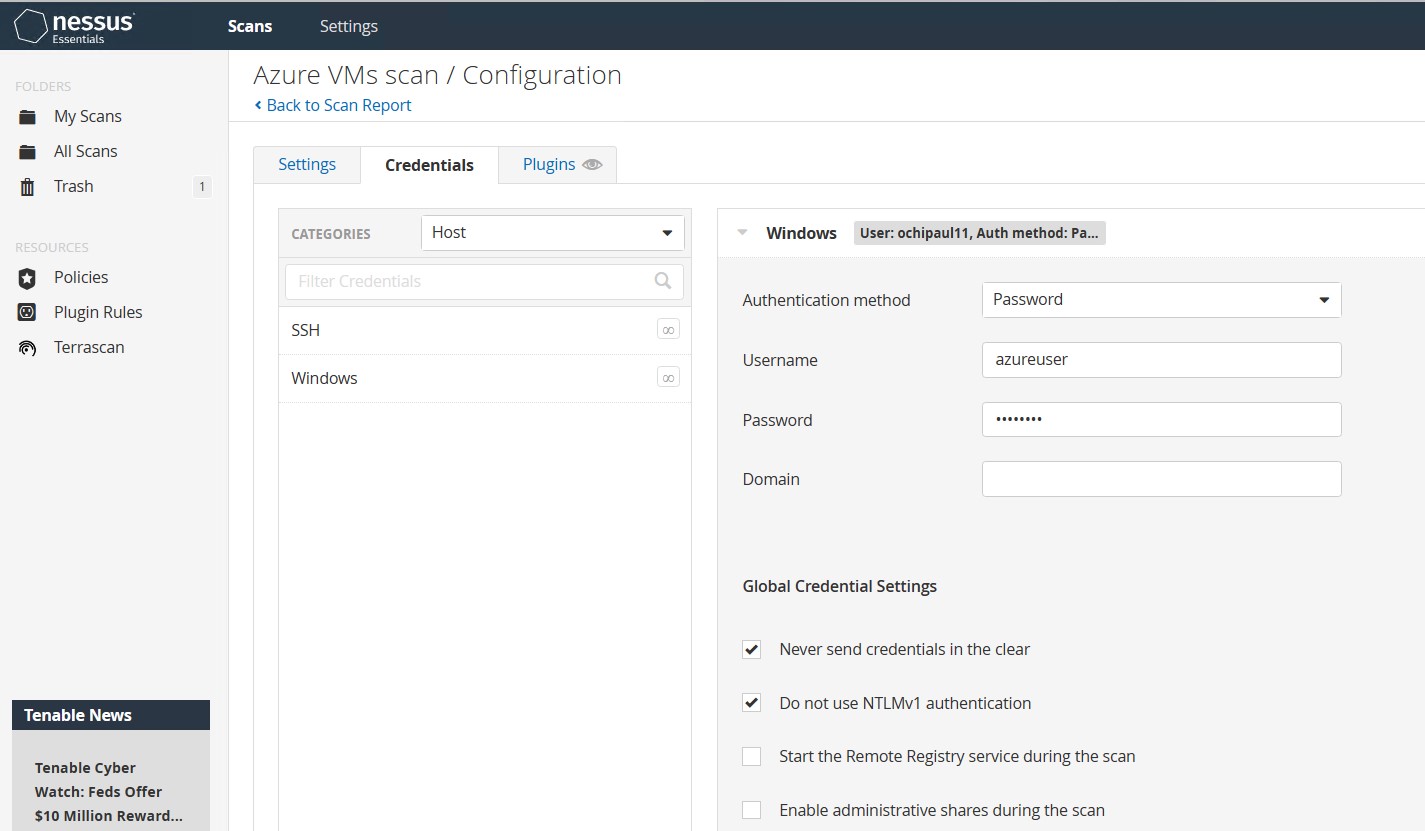 nessus
Essentials
Scans
Settings
FOLDERS
My Scans
All Scans
Trash
1
RESOURCES
Policies
Plugin Rules
Terrascan
Tenable News
Tenable Cyber
Watch: Feds Offer
$10 Million Reward...
Azure VMs scan / Configuration
Back to Scan Report
Settings
Credentials
Plugins
CATEGORIES
Host
Filter Credentials
SSH
∞
Windows
∞
Windows
User: ochipaul11, Auth method: Pa...
Authentication method
Password
Username
azureuser
Password
••••••••
Domain
Global Credential Settings
Never send credentials in the clear
Do not use NTLMv1 authentication
Start the Remote Registry service during the scan
Enable administrative shares during the scan